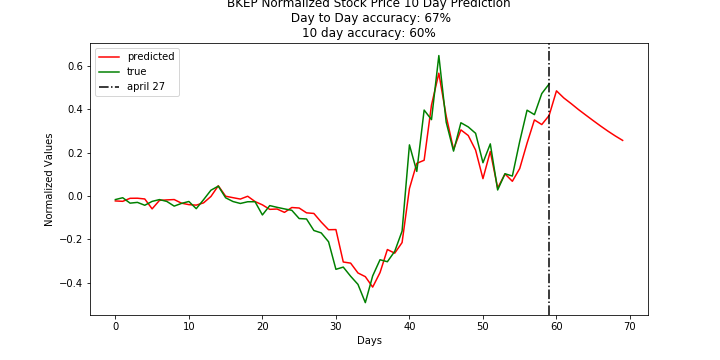 BKEP Normalized Stock Price 10 Day Prediction
Day to Day accuracy: 67%
10 day accuracy: 60%
predicted
true
april 27
Normalized Values
0.6
0.4
0.2
0.0
−0.2
−0.4
0 10 20 30 40 50 60 70
Days